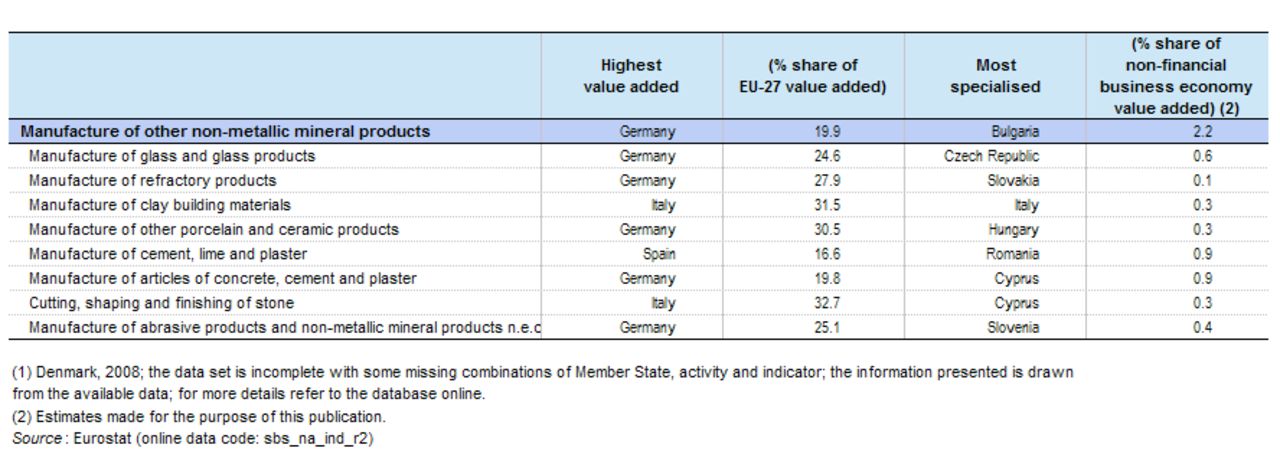 Highest value added (% share of EU-27 value added) Most specialised (% share of non-financial business economy value added) (2)
Manufacture of other non-metallic mineral products Germany 19.9 Bulgaria 2.2
Manufacture of glass and glass products Germany 24.6 Czech Republic 0.6
Manufacture of refractory products Germany 27.9 Slovakia 0.1
Manufacture of clay building materials Italy 31.5 Italy 0.3
Manufacture of other porcelain and ceramic products Germany 30.5 Hungary 0.3
Manufacture of cement, lime and plaster Spain 16.6 Romania 0.9
Manufacture of articles of concrete, cement and plaster Germany 19.8 Cyprus 0.9
Cutting, shaping and finishing of stone Italy 32.7 Cyprus 0.3
Manufacture of abrasive products and non-metallic mineral products n.e.c Germany 25.1 Slovenia 0.4
(1) Denmark, 2008; the data set is incomplete with some missing combinations of Member State, activity and indicator; the information presented is drawn
from the available data; for more details refer to the database online.
(2) Estimates made for the purpose of this publication.
Source : Eurostat (online data code: sbs_na_ind_r2)